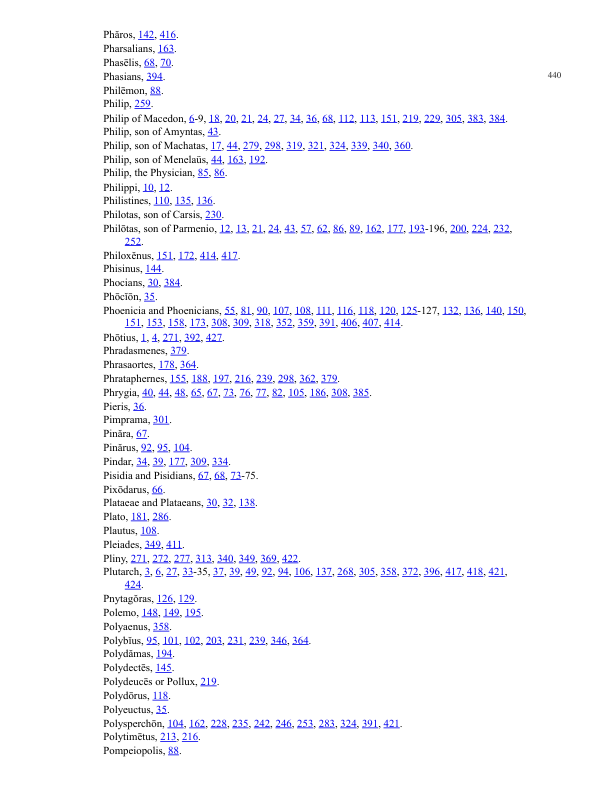 Phāros, 142, 416.
Pharsalians, 163.
Phasēlis, 68, 70.
Phasians, 394.
440
Philēmon, 88.
Philip, 259.
Philip of Macedon, 6-9, 18, 20, 21, 24, 27, 34, 36, 68, 112, 113, 151, 219, 229, 305, 383, 384.
Philip, son of Amyntas, 43.
Philip, son of Machatas, 17, 44, 279, 298, 319, 321, 324, 339, 340, 360.
Philip, son of Menelaüs, 44, 163, 192.
Philip, the Physician, 85, 86.
Philippi, 10, 12.
Philistines, 110, 135, 136.
Philotas, son of Carsis, 230.
Philōtas, son of Parmenio, 12, 13, 21, 24, 43, 57, 62, 86, 89, 162, 177, 193-196, 200, 224, 232,
252.
Philoxēnus, 151, 172, 414, 417.
Phisinus, 144.
Phocians, 30, 384.
Phōcīōn, 35.
Phoenicia and Phoenicians, 55, 81, 90, 107, 108, 111, 116, 118, 120, 125-127, 132, 136, 140, 150,
151, 153, 158, 173, 308, 309, 318, 352, 359, 391, 406, 407, 414.
Phōtius, 1, 4, 271, 392, 427.
Phradasmenes, 379.
Phrasaortes, 178, 364.
Phrataphernes, 155, 188, 197, 216, 239, 298, 362, 379.
Phrygia, 40, 44, 48, 65, 67, 73, 76, 77, 82, 105, 186, 308, 385.
Pieris, 36.
Pimprama, 301.
Pināra, 67.
Pinārus, 92, 95, 104.
Pindar, 34, 39, 177, 309, 334.
Pisidia and Pisidians, 67, 68, 73-75.
Pixōdarus, 66.
Plataeae and Plataeans, 30, 32, 138.
Plato, 181, 286.
Plautus, 108.
Pleiades, 349, 411.
Pliny, 271, 272, 277, 313, 340, 349, 369, 422.
Plutarch, 3, 6, 27, 33-35, 37, 39, 49, 92, 94, 106, 137, 268, 305, 358, 372, 396, 417, 418, 421,
424.
Pnytagōras, 126, 129.
Polemo, 148, 149, 195.
Polyaenus, 358.
Polybīus, 95, 101, 102, 203, 231, 239, 346, 364.
Polydāmas, 194.
Polydectēs, 145.
Polydeucēs or Pollux, 219.
Polydōrus, 118.
Polyeuctus, 35.
Polysperchōn, 104, 162, 228, 235, 242, 246, 253, 283, 324, 391, 421.
Polytimētus, 213, 216.
Pompeiopolis, 88.